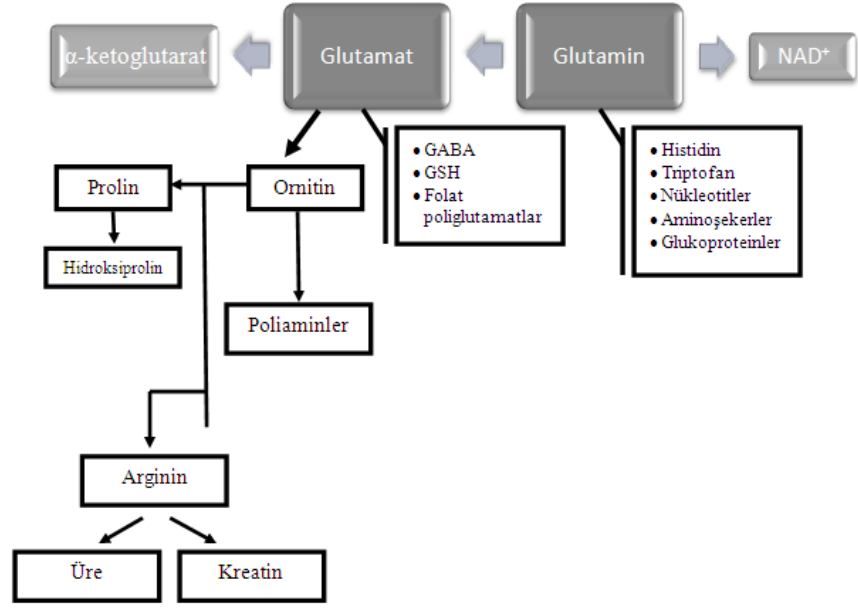 α-ketoglutarat
Glutamat
Glutamin
NAD⁺
• GABA
• GSH
• Folat
poliglutamatlar
• Histidin
• Triptofan
• Nükleotitler
• Aminoşekerler
• Glukoproteinler
Prolin
Ornitin
Hidroksiprolin
Poliaminler
Arginin
Üre
Kreatin